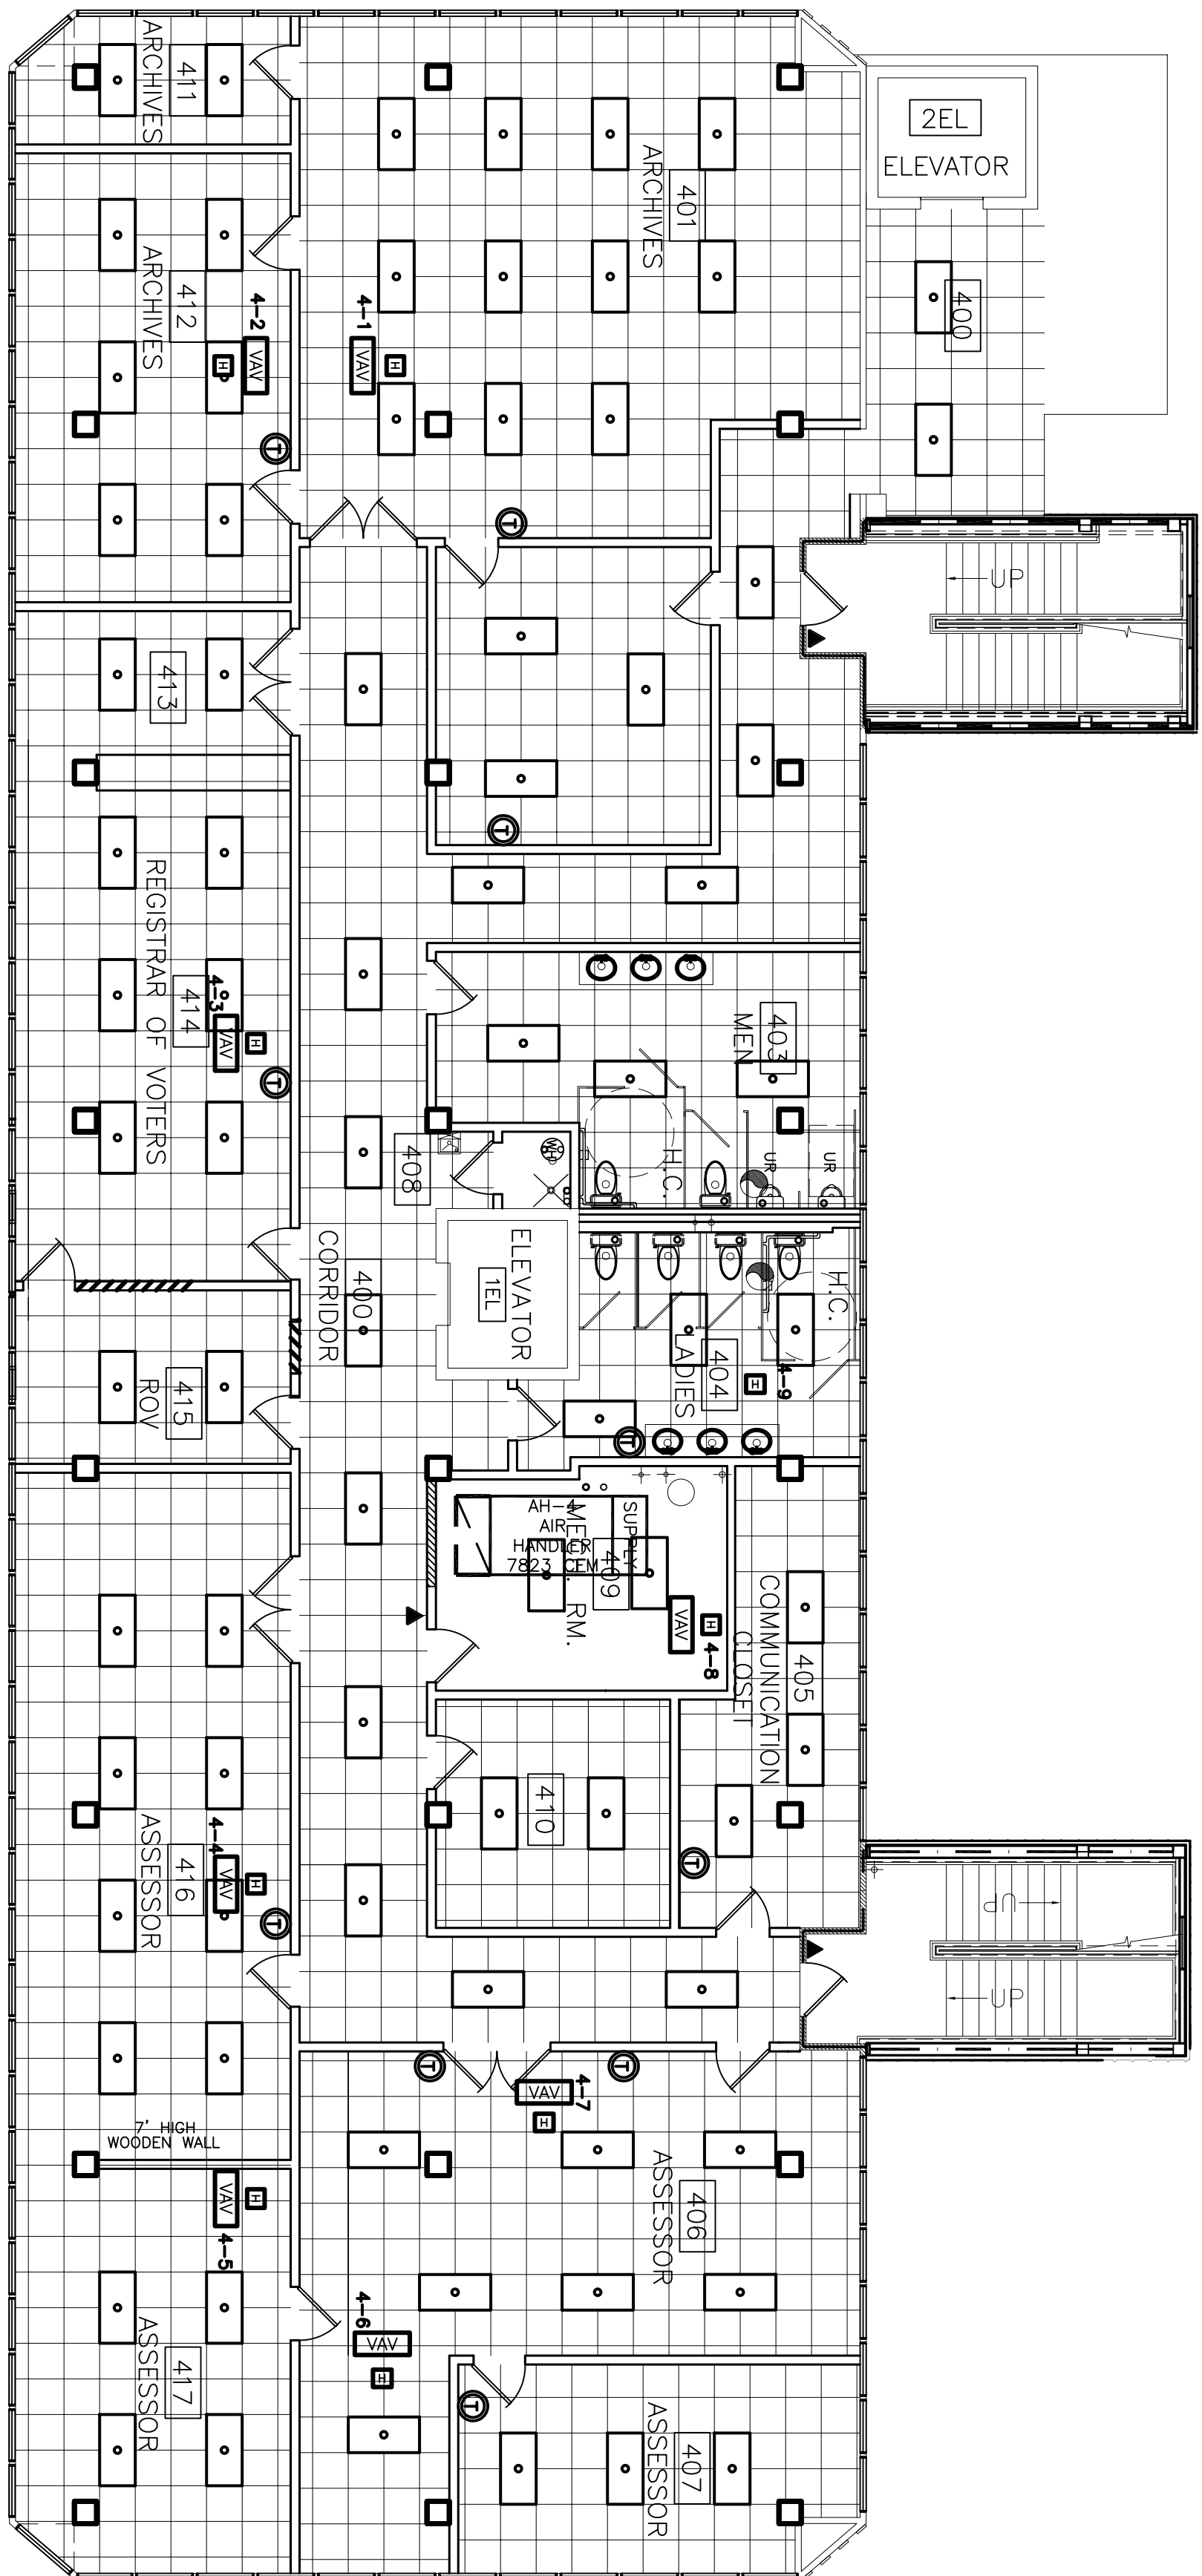 2EL
ELEVATOR
400
411
ARCHIVES
401
ARCHIVES
412
ARCHIVES
4-2
VAV
H
4-1
VAV
H
T
T
UP
413
T
REGISTRAR OF VOTERS
414
4-3
VAV
H
T
403
MEN
H.C.
UR
UR
WH
408
CORRIDOR
400
ELEVATOR
1EL
H.C.
404
LADIES
4-9
H
T
415
ROV
AH-4
AIR
HANDLER
7823 CFM
SUPPLY
MECH. RM.
409
VAV
H
4-8
COMMUNICATION
CLOSET
405
410
T
416
ASSESSOR
4-4
VAV
H
T
UP
UP
T
T
4-7
VAV
H
7' HIGH
WOODEN WALL
VAV
H
4-5
406
ASSESSOR
4-6
VAV
H
417
ASSESSOR
T
407
ASSESSOR